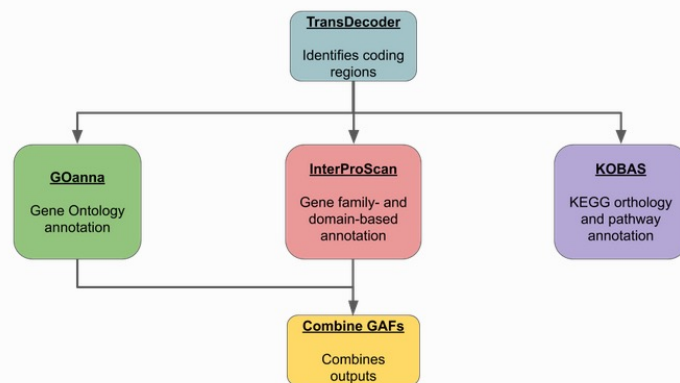 TransDecoder
Identifies coding
regions
GOanna
Gene Ontology
annotation
InterProScan
Gene family- and
domain-based
annotation
KOBAS
KEGG orthology
and pathway
annotation
Combine GAFs
Combines
outputs